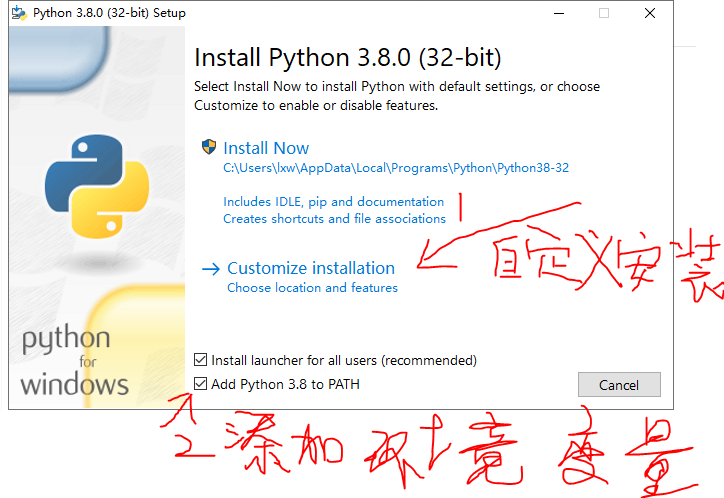 Python 3.8.0 (32-bit) Setup
Install Python 3.8.0 (32-bit)
Select Install Now to install Python with default settings, or choose
Customize to enable or disable features.
Install Now
C:\Users\lxw\AppData\Local\Programs\Python\Python38-32
Includes IDLE, pip and documentation
Creates shortcuts and file associations
1
自定义安装
Customize installation
Choose location and features
python
for
windows
Install launcher for all users (recommended)
Add Python 3.8 to PATH
Cancel
2添加环境变量